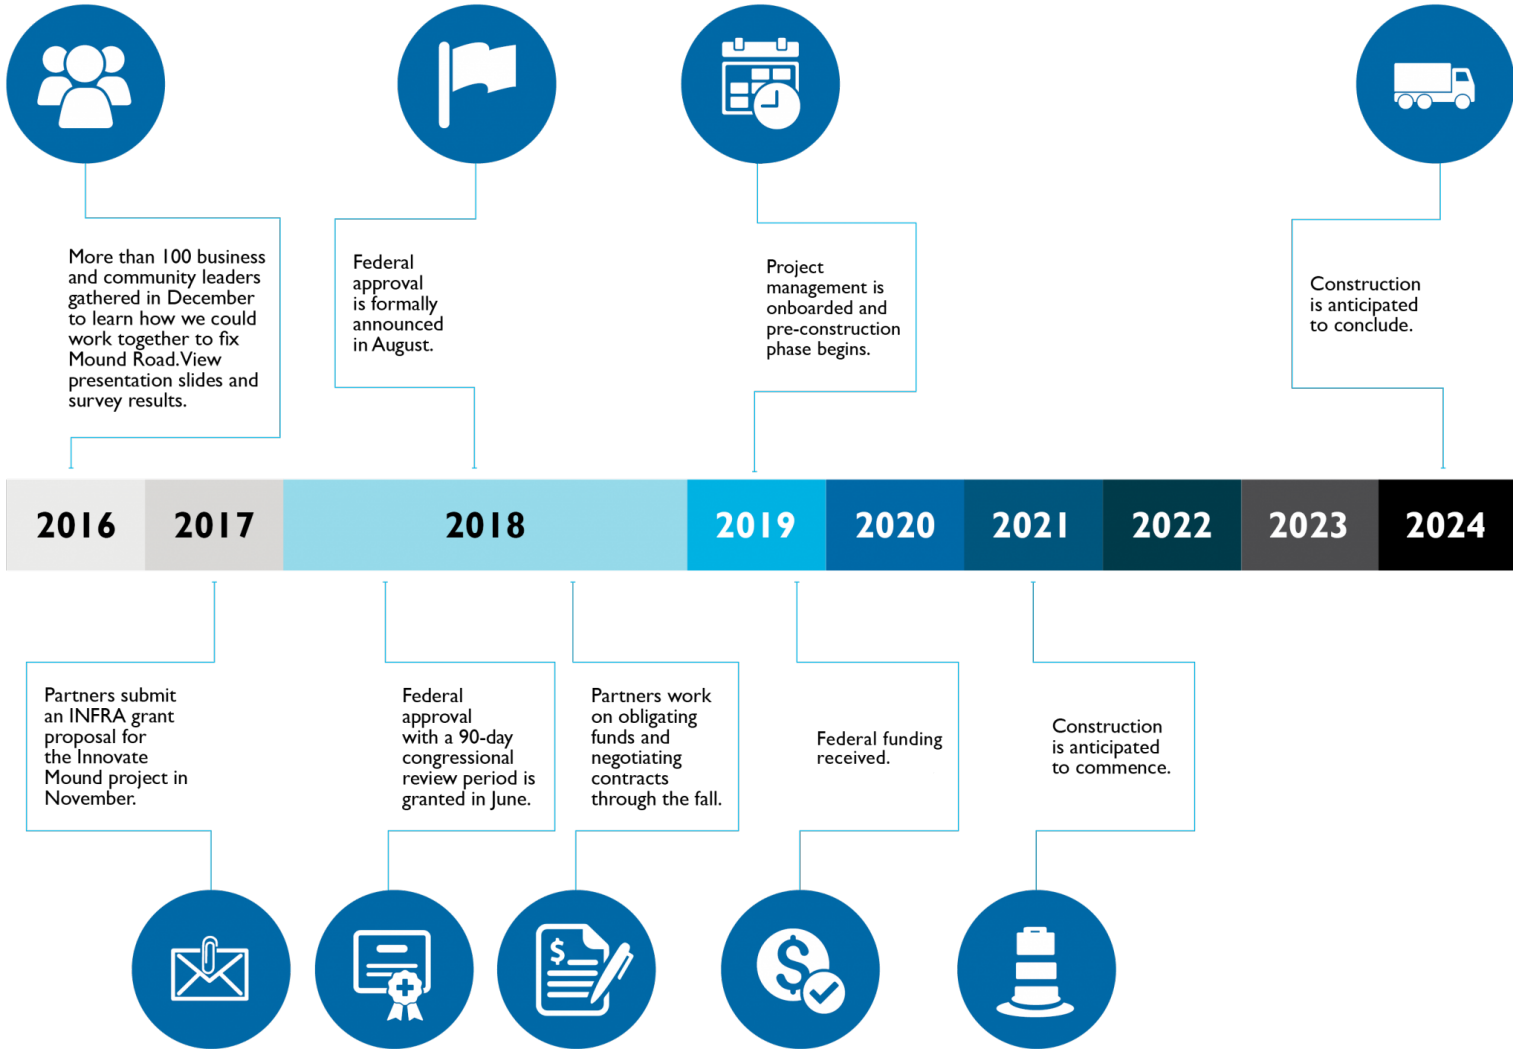 More than 100 business
and community leaders
gathered in December
to learn how we could
work together to fix
Mound Road. View
presentation slides and
survey results.
Federal
approval
is formally
announced
in August.
Project
management is
onboarded and
pre-construction
phase begins.
Construction
is anticipated
to conclude.
2016
2017
2018
2019
2020
2021
2022
2023
2024
Partners submit
an INFRA grant
proposal for
the Innovate
Mound project in
November.
Federal
approval
with a 90-day
congressional
review period is
granted in June.
Partners work
on obligating
funds and
negotiating
contracts
through the fall.
Federal funding
received.
Construction
is anticipated
to commence.
$
$